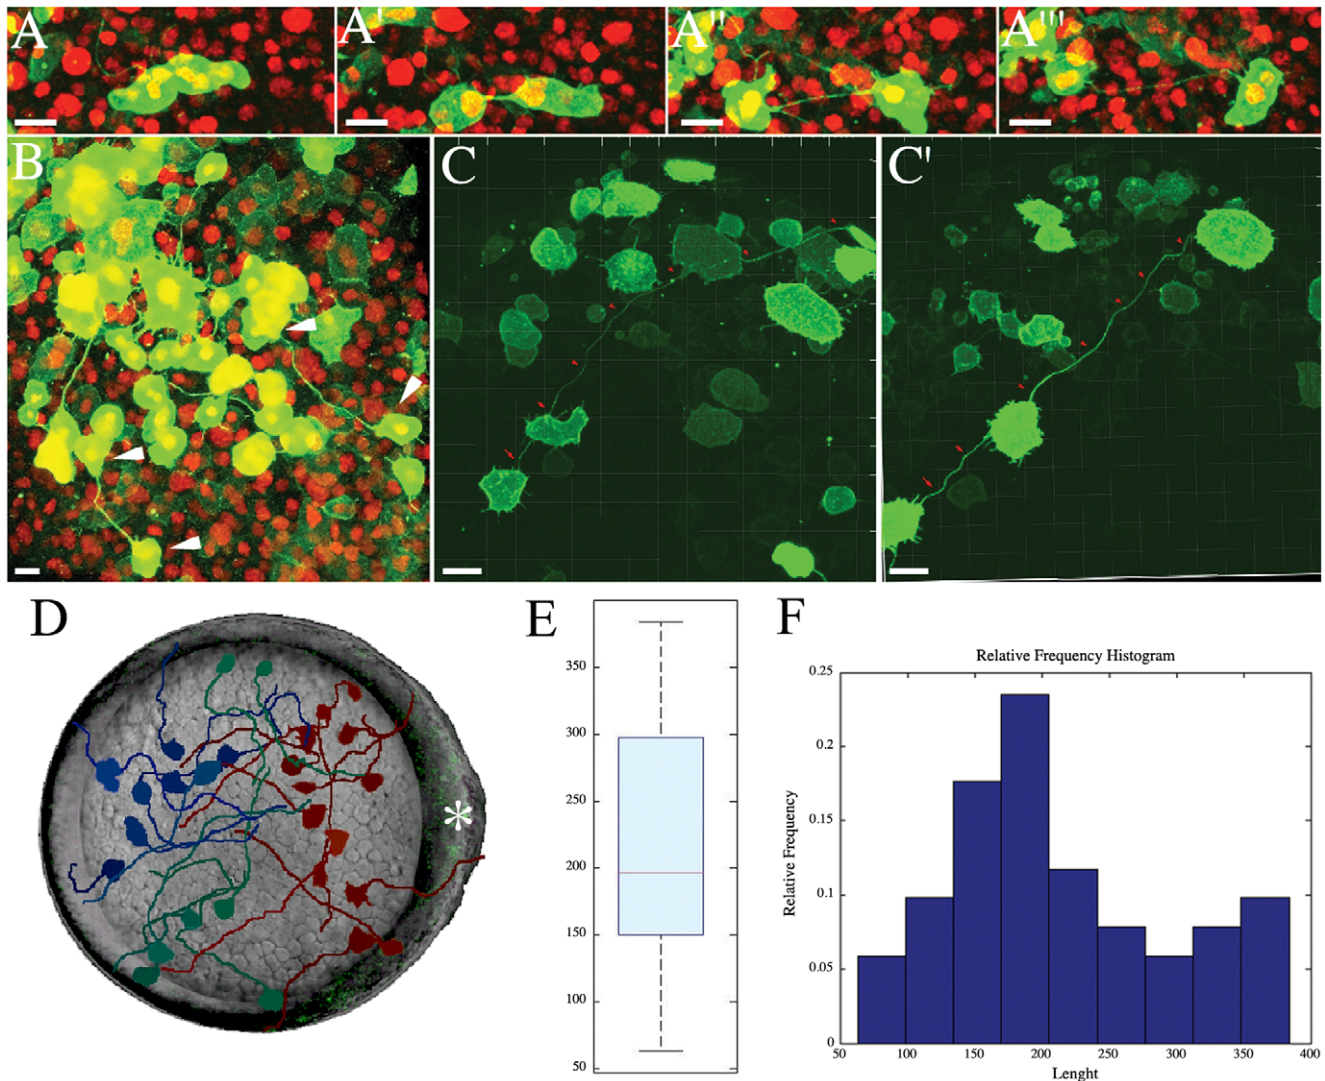 A
A'
A''
A'''
B
C
C'
D
*
E
350
300
250
200
150
100
50
F
Relative Frequency Histogram
Relative Frequency
0.25
0.2
0.15
0.1
0.05
0
50 100 150 200 250 300 350 400
Lenght